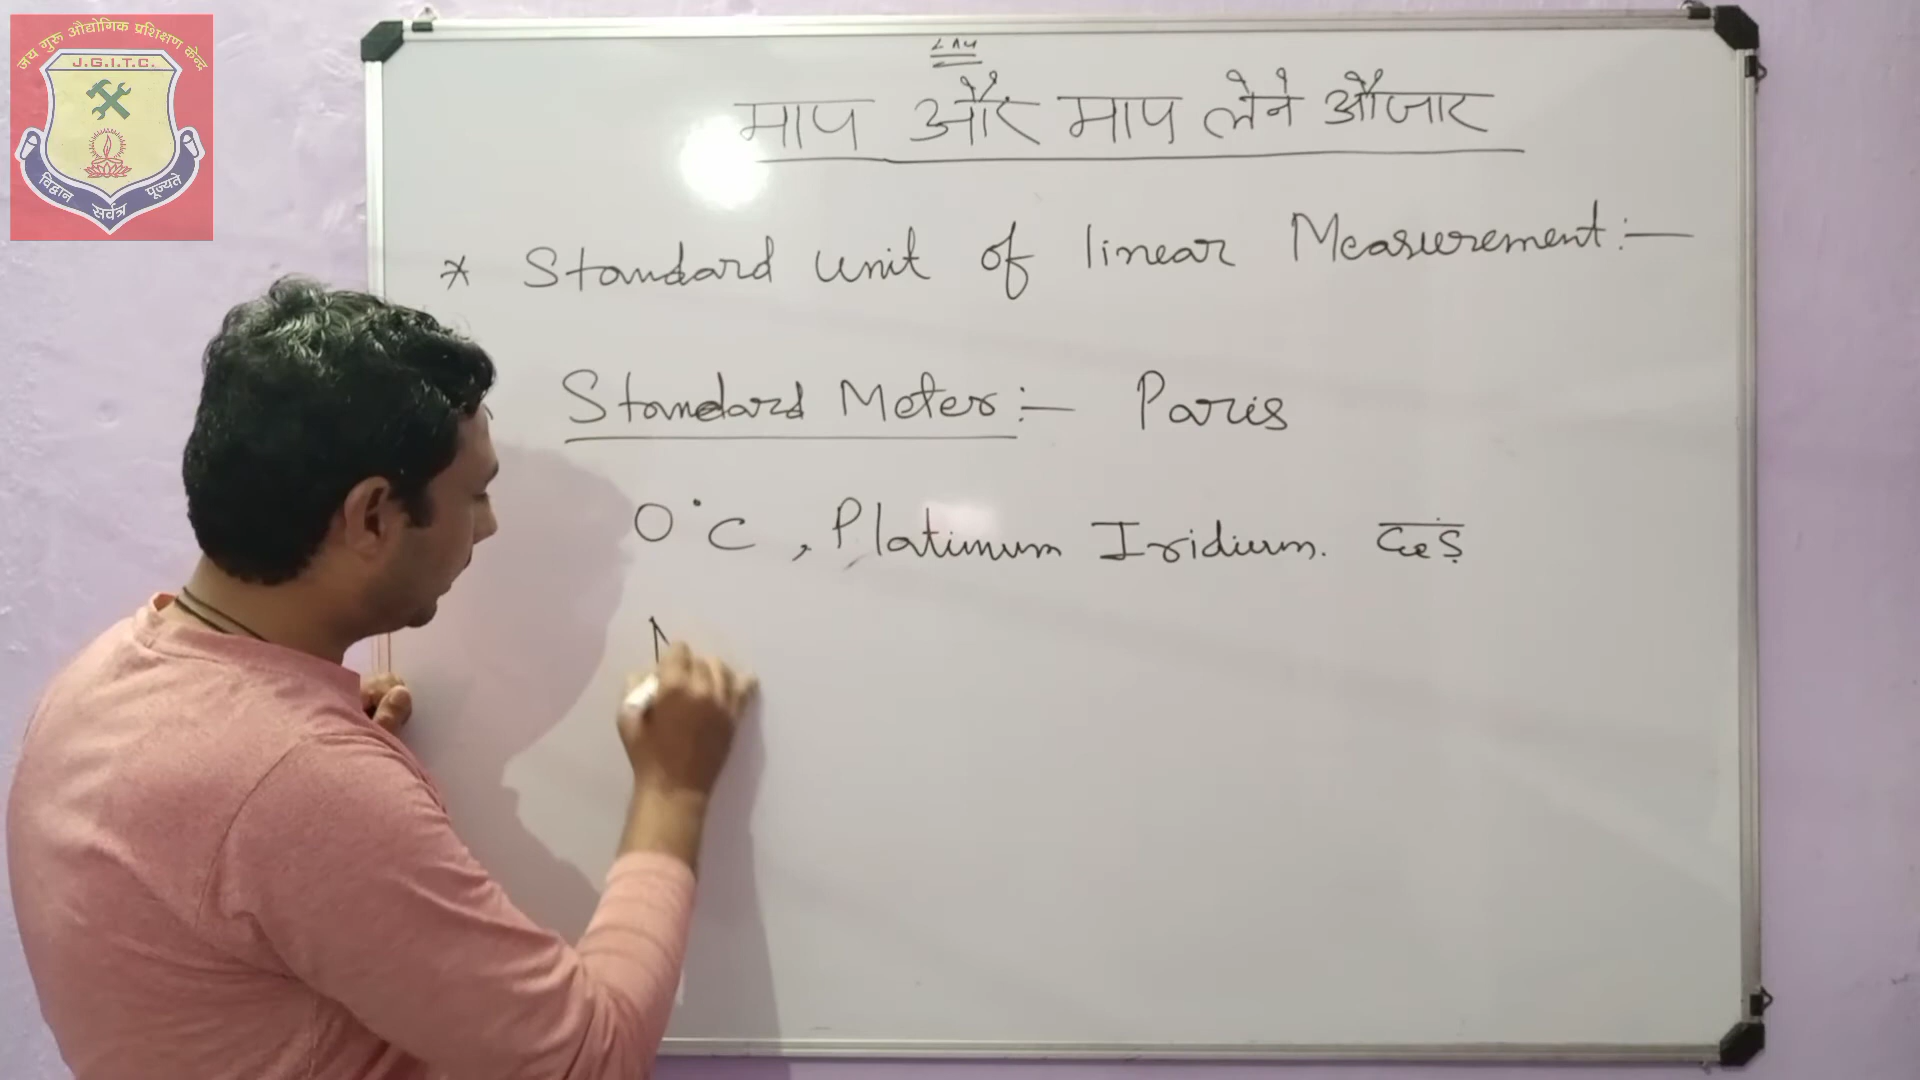 जय गुरु औद्योगिक प्रशिक्षण केन्द्र
J.G.I.T.C.
विद्वान सर्वत्र पूज्यते
माप और माप लेने औजार
* Standard unit of linear Measurement:-
Standard Meter:- Paris
0°C, Platinum Iridium.